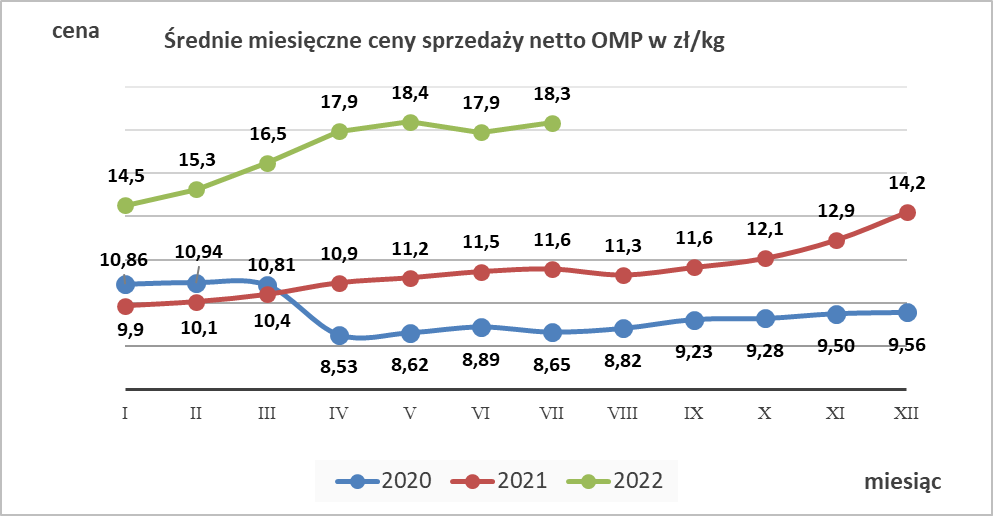 cena
Średnie miesięczne ceny sprzedaży netto OMP w zł/kg
14,5 15,3 16,5 17,9 18,4 17,9 18,3
10,86 10,94 10,81 10,9 11,2 11,5 11,6 11,3 11,6 12,1 12,9 14,2
9,9 10,1 10,4 8,53 8,62 8,89 8,65 8,82 9,23 9,28 9,50 9,56
I II III IV V VI VII VIII IX X XI XII
2020 2021 2022
miesiąc